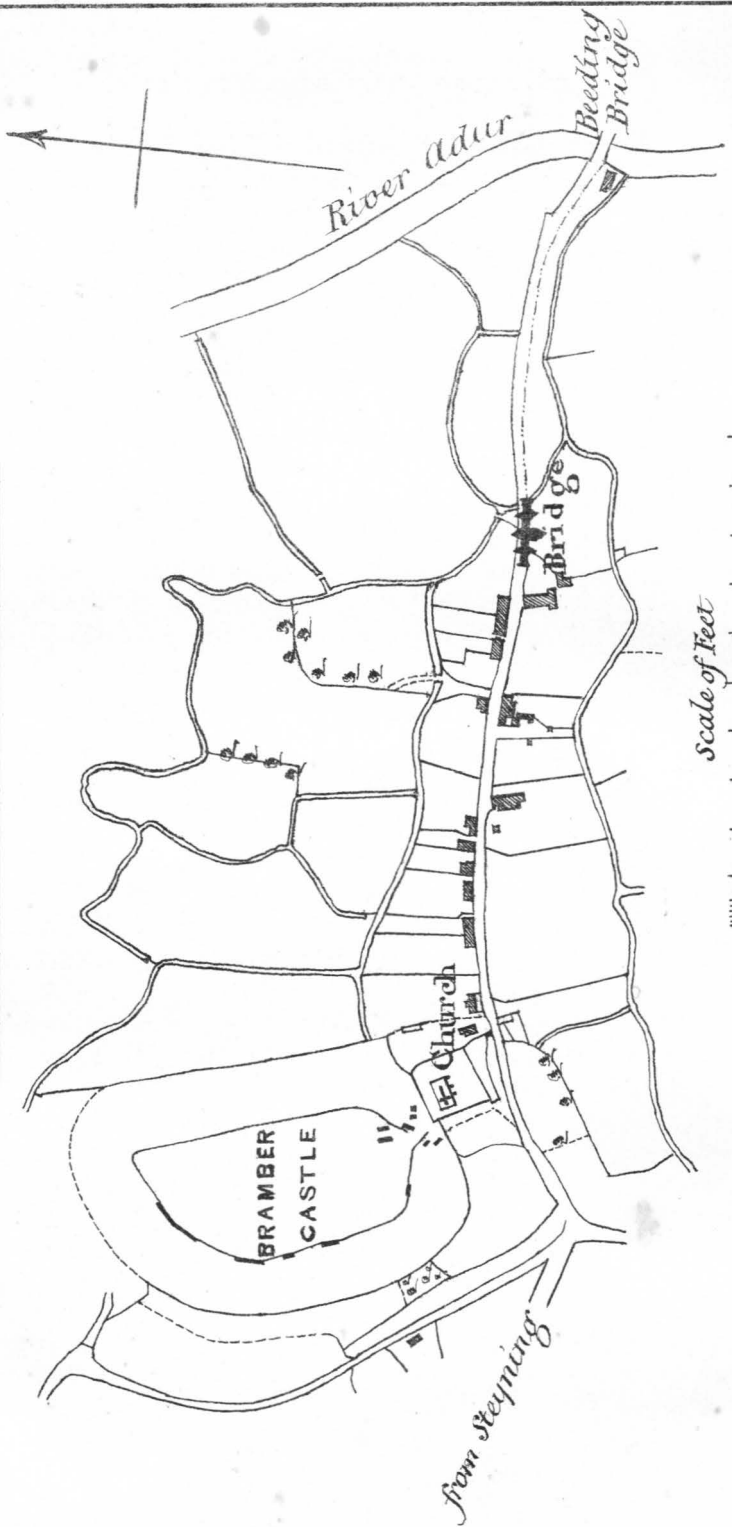 Beeding
Bridge
River Adur
Bridge
Church
BRAMBER
CASTLE
from Steyning
Scale of Feet